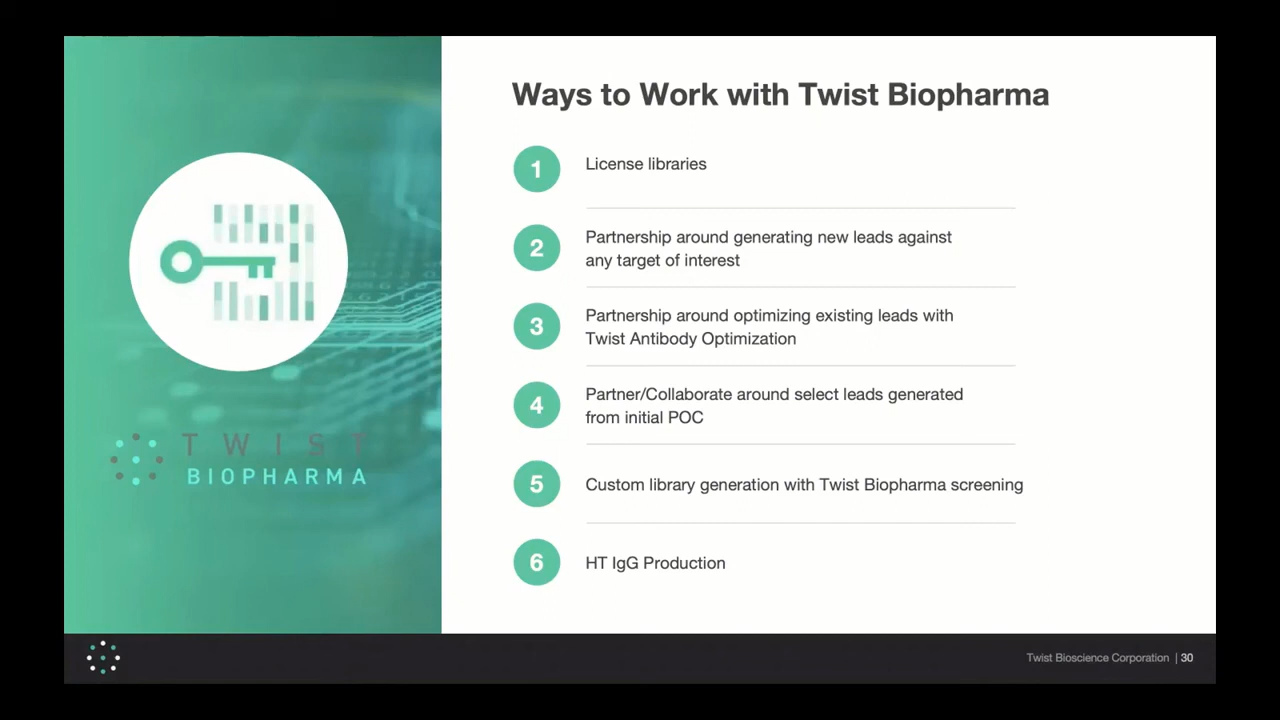 Ways to Work with Twist Biopharma
1
License libraries
2
Partnership around generating new leads against
any target of interest
3
Partnership around optimizing existing leads with
Twist Antibody Optimization
4
Partner/Collaborate around select leads generated
from initial POC
5
Custom library generation with Twist Biopharma screening
6
HT IgG Production
TWIST
BIOPHARMA
Twist Bioscience Corporation | 30